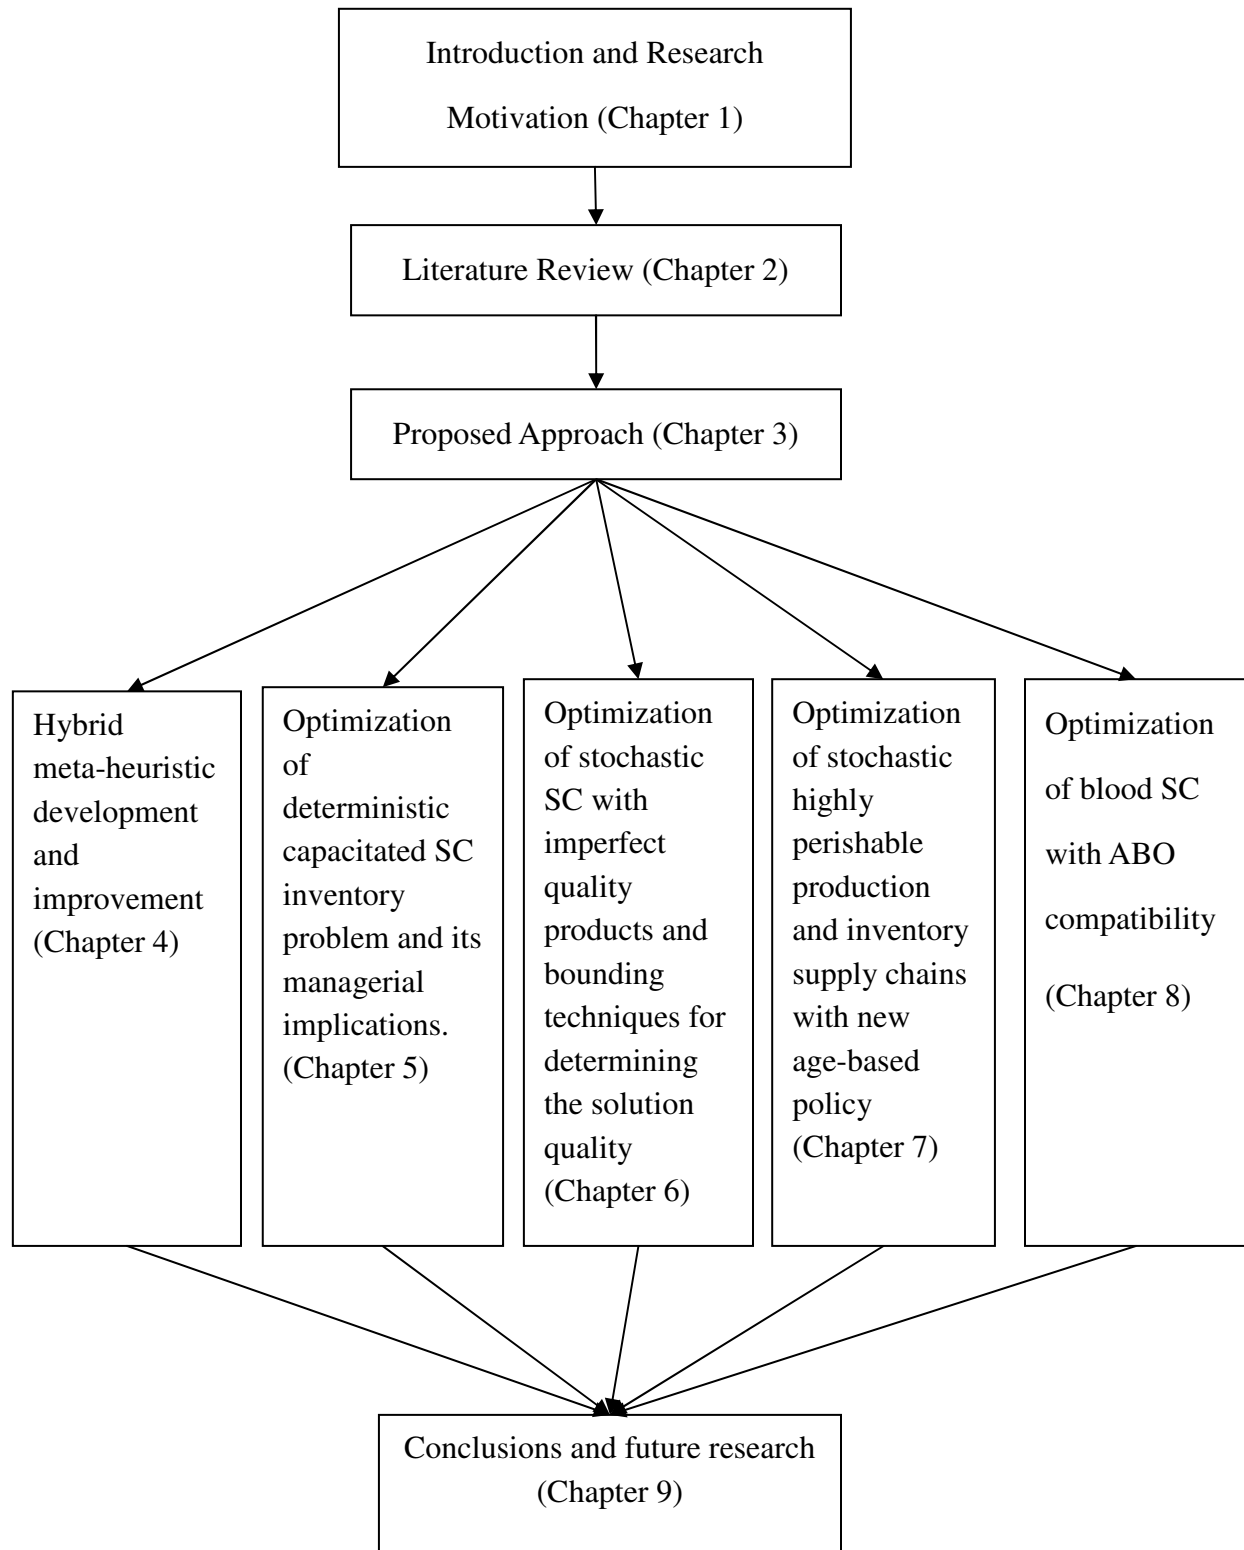 Introduction and Research
Motivation (Chapter 1)
Literature Review (Chapter 2)
Proposed Approach (Chapter 3)
Hybrid
meta-heuristic
development
and
improvement
(Chapter 4)
Optimization
of
deterministic
capacitated SC
inventory
problem and its
managerial
implications.
(Chapter 5)
Optimization
of stochastic
SC with
imperfect
quality
products and
bounding
techniques for
determining
the solution
quality
(Chapter 6)
Optimization
of stochastic
highly
perishable
production
and inventory
supply chains
with new
age-based
policy
(Chapter 7)
Optimization
of blood SC
with ABO
compatibility
(Chapter 8)
Conclusions and future research
(Chapter 9)